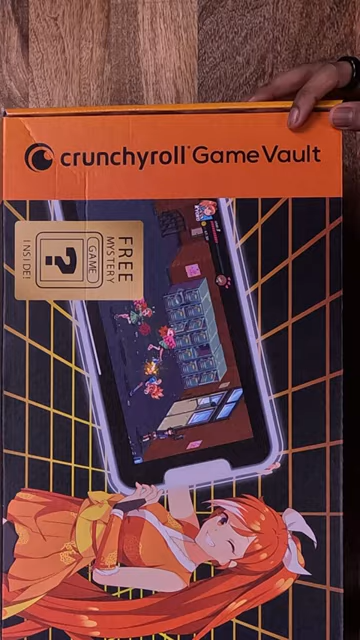 crunchyroll Game Vault
FREE
MYSTERY
GAME
?
INSIDE!